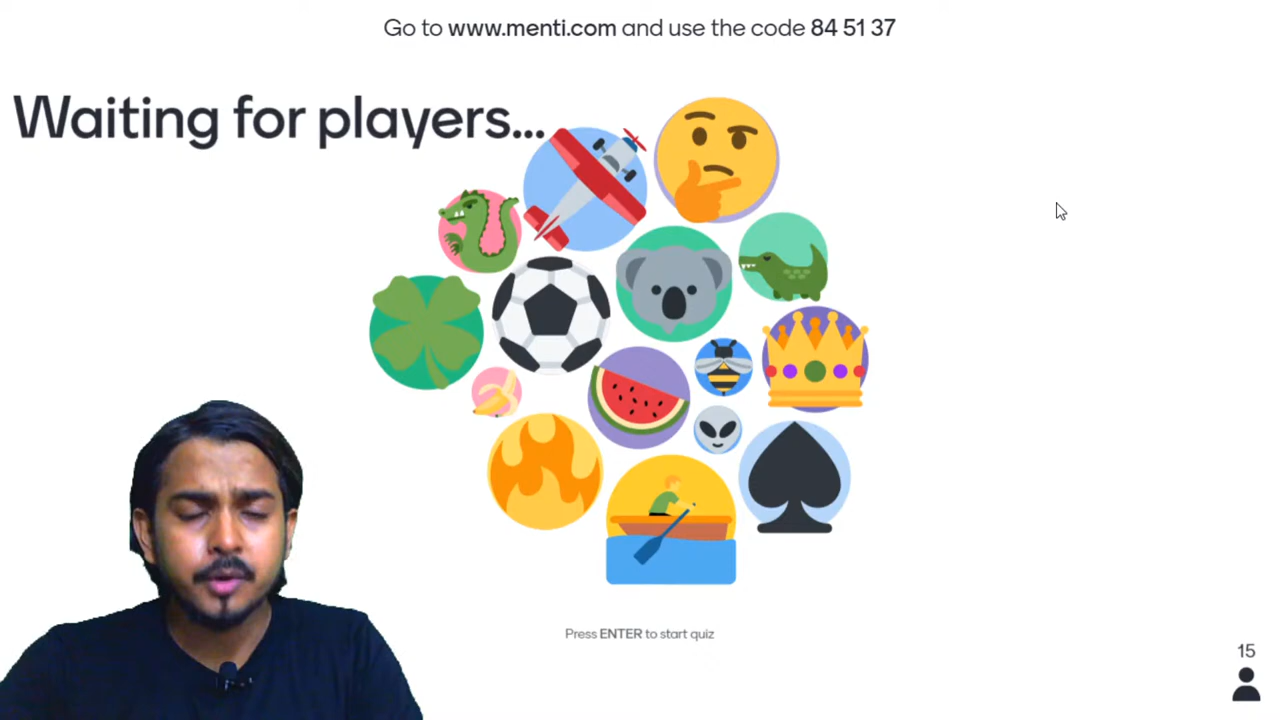 Go to www.menti.com and use the code 84 51 37
Waiting for players...
Press ENTER to start quiz
15